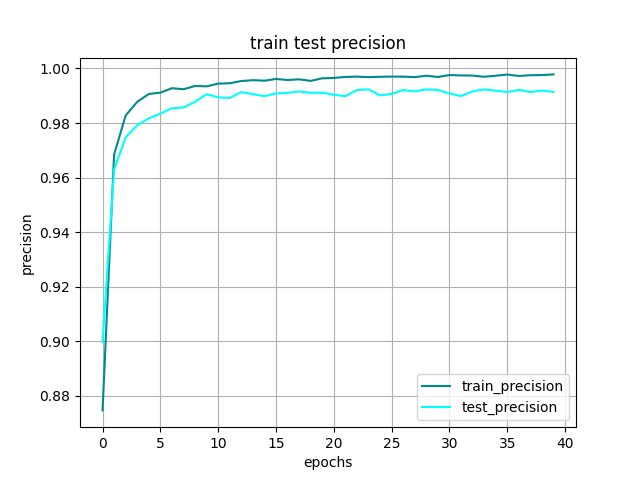 train test precision
1.00
0.98
0.96
0.94
0.92
0.90
0.88
precision
train_precision
test_precision
0 5 10 15 20 25 30 35 40
epochs